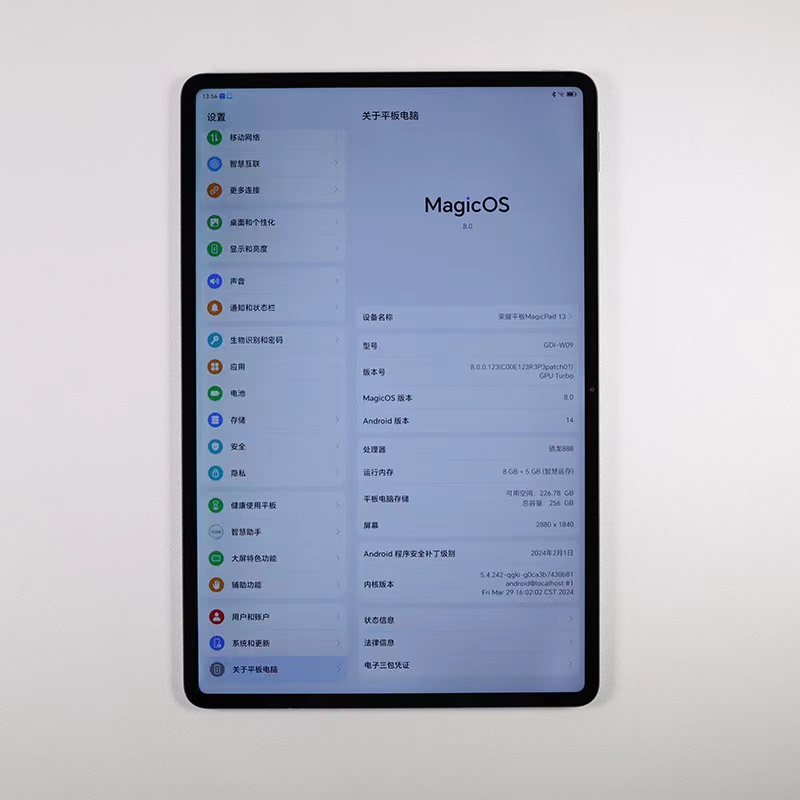 13:56
设置
移动网络
智慧互联
更多连接
桌面和个性化
显示和亮度
声音
通知和状态栏
生物识别和密码
应用
电池
存储
安全
隐私
健康使用平板
智慧助手
大屏特色功能
辅助功能
用户和账户
系统和更新
关于平板电脑
关于平板电脑
MagicOS
8.0
设备名称 荣耀平板MagicPad 13
型号 GDI-W09
版本号 8.0.0.123(C00E123R3P3patch01)
GPU Turbo
MagicOS 版本 8.0
Android 版本 14
处理器 骁龙888
运行内存 8 GB + 5 GB (智慧远存)
平板电脑存储 可用空间: 226.78 GB
总容量: 256 GB
屏幕 2880 x 1840
Android 程序安全补丁级别 2024年2月1日
内核版本 5.4.242-qgki-g0ca3b7430b81
android@localhost #1
Fri Mar 29 16:02:02 CST 2024
状态信息
法律信息
电子三包凭证